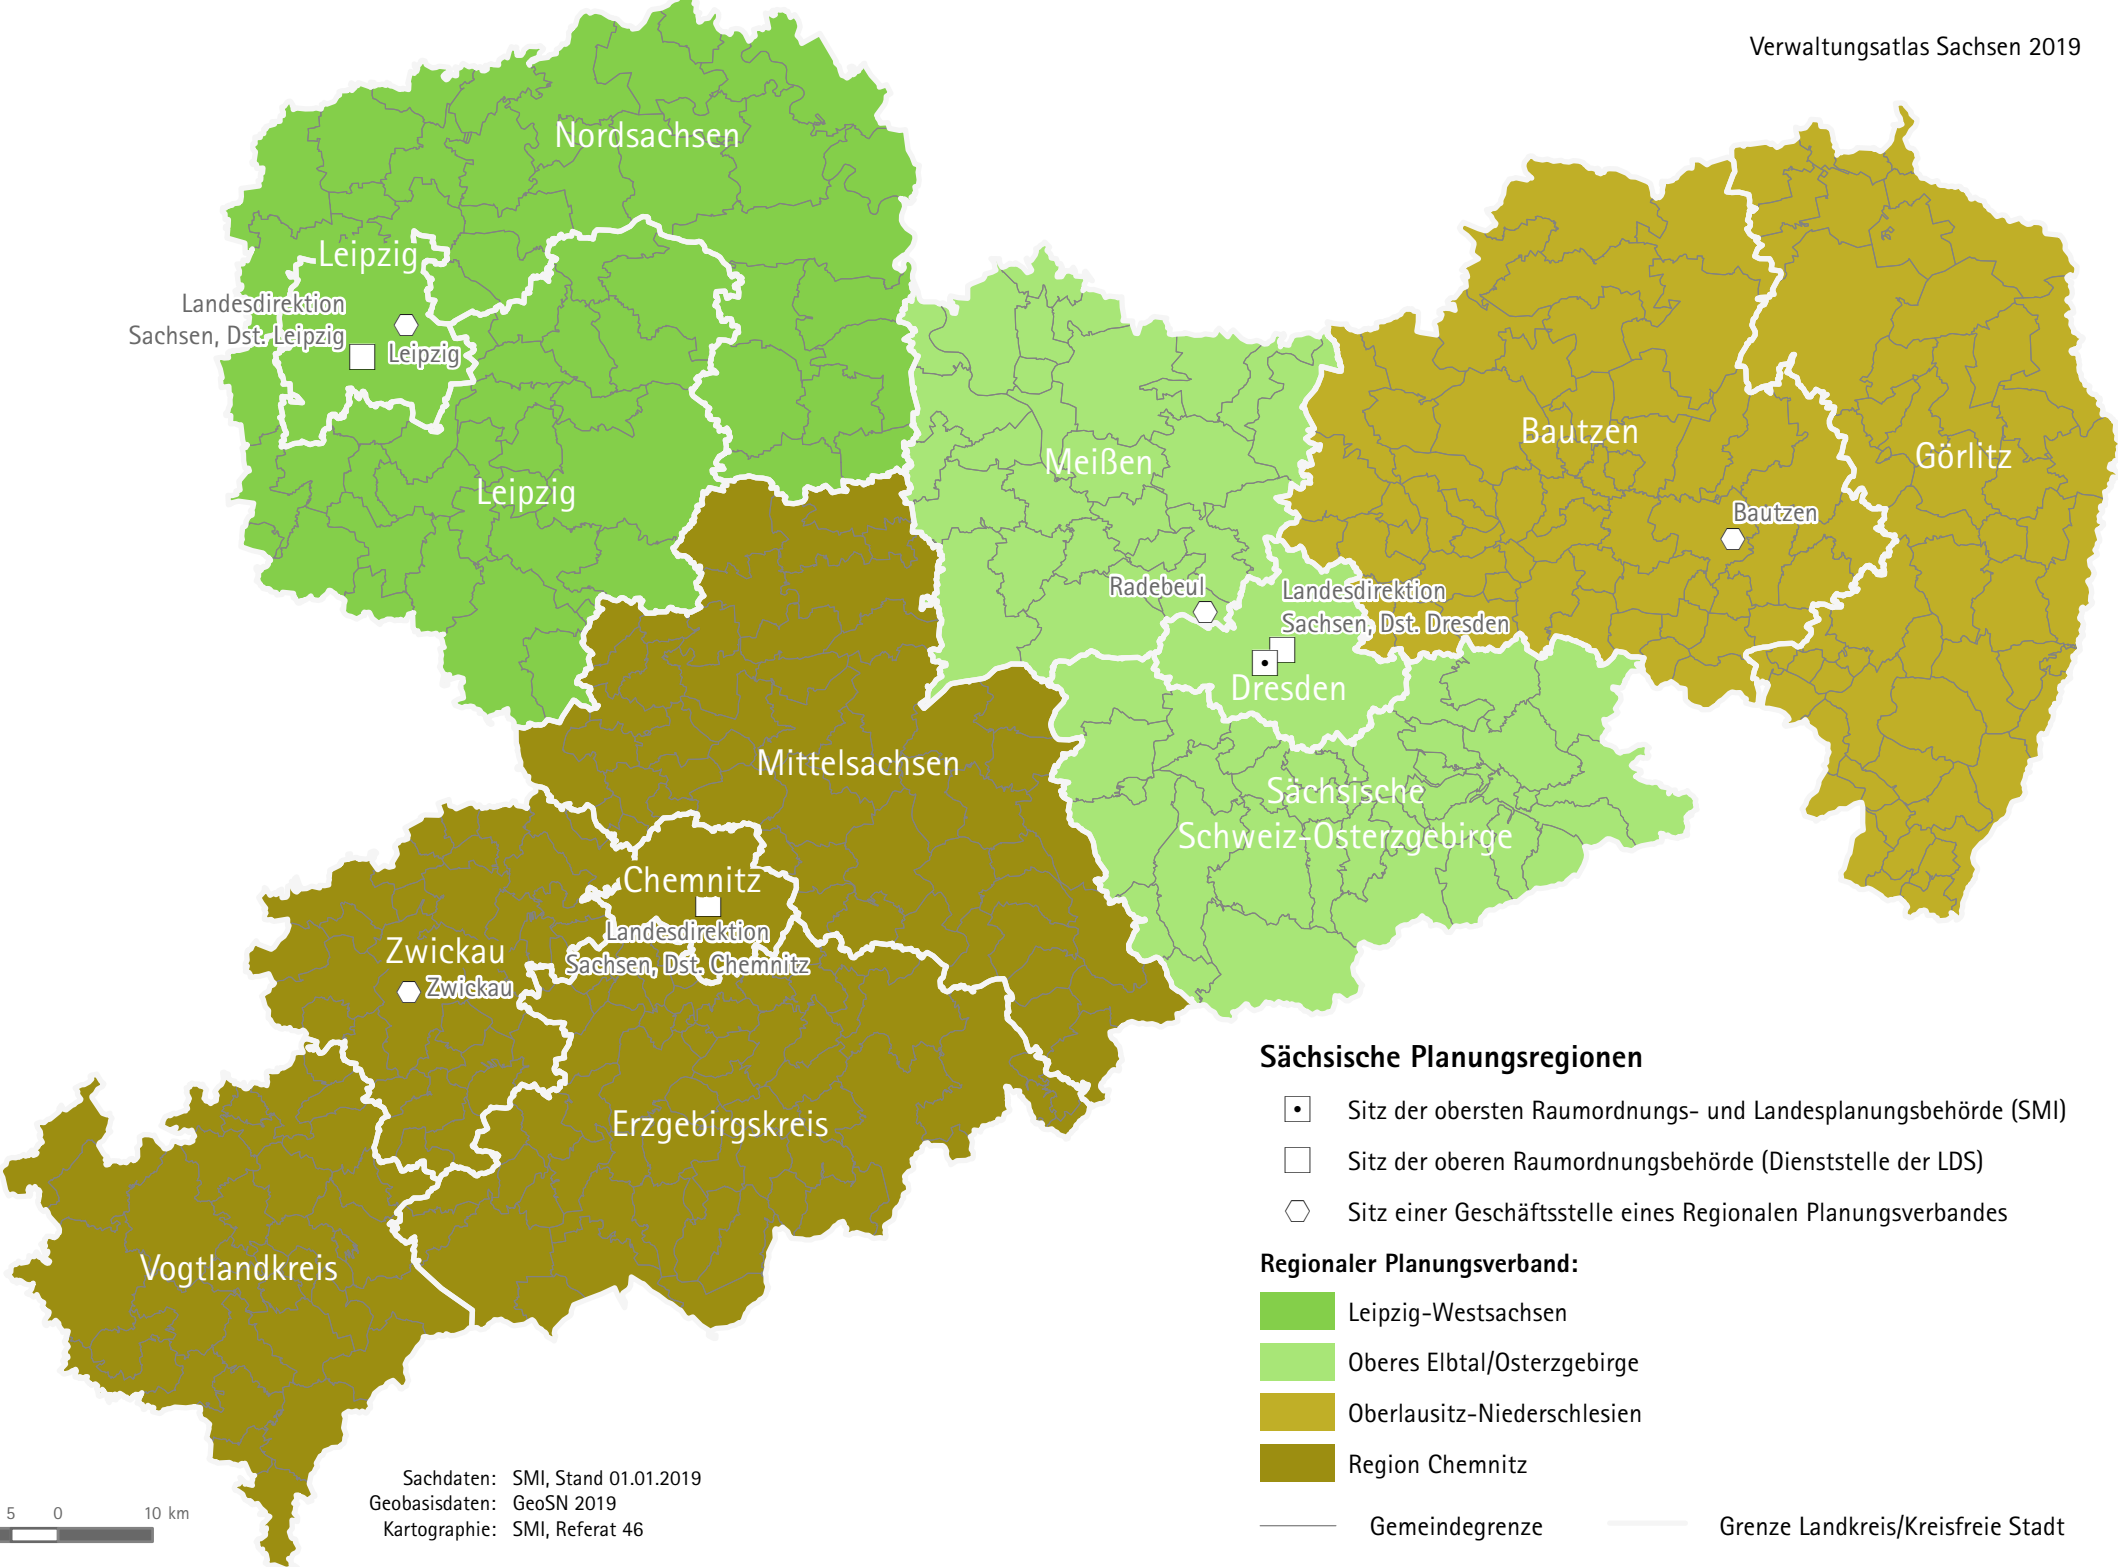 Verwaltungsatlas Sachsen 2019
Nordsachsen
Leipzig
Landesdirektion
Sachsen, Dst. Leipzig
Leipzig
Leipzig
Meißen
Bautzen
Görlitz
Bautzen
Radebeul
Landesdirektion
Sachsen, Dst. Dresden
Dresden
Mittelsachsen
Sächsische
Schweiz-Osterzgebirge
Chemnitz
Landesdirektion
Sachsen, Dst. Chemnitz
Zwickau
Zwickau
Erzgebirgskreis
Vogtlandkreis
Sächsische Planungsregionen
Sitz der obersten Raumordnungs- und Landesplanungsbehörde (SMI)
Sitz der oberen Raumordnungsbehörde (Dienststelle der LDS)
Sitz einer Geschäftsstelle eines Regionalen Planungsverbandes
Regionaler Planungsverband:
Leipzig-Westsachsen
Oberes Elbtal/Osterzgebirge
Oberlausitz-Niederschlesien
Region Chemnitz
Gemeindegrenze
Grenze Landkreis/Kreisfreie Stadt
Sachdaten: SMI, Stand 01.01.2019
Geobasisdaten: GeoSN 2019
Kartographie: SMI, Referat 46
5 0 10 km